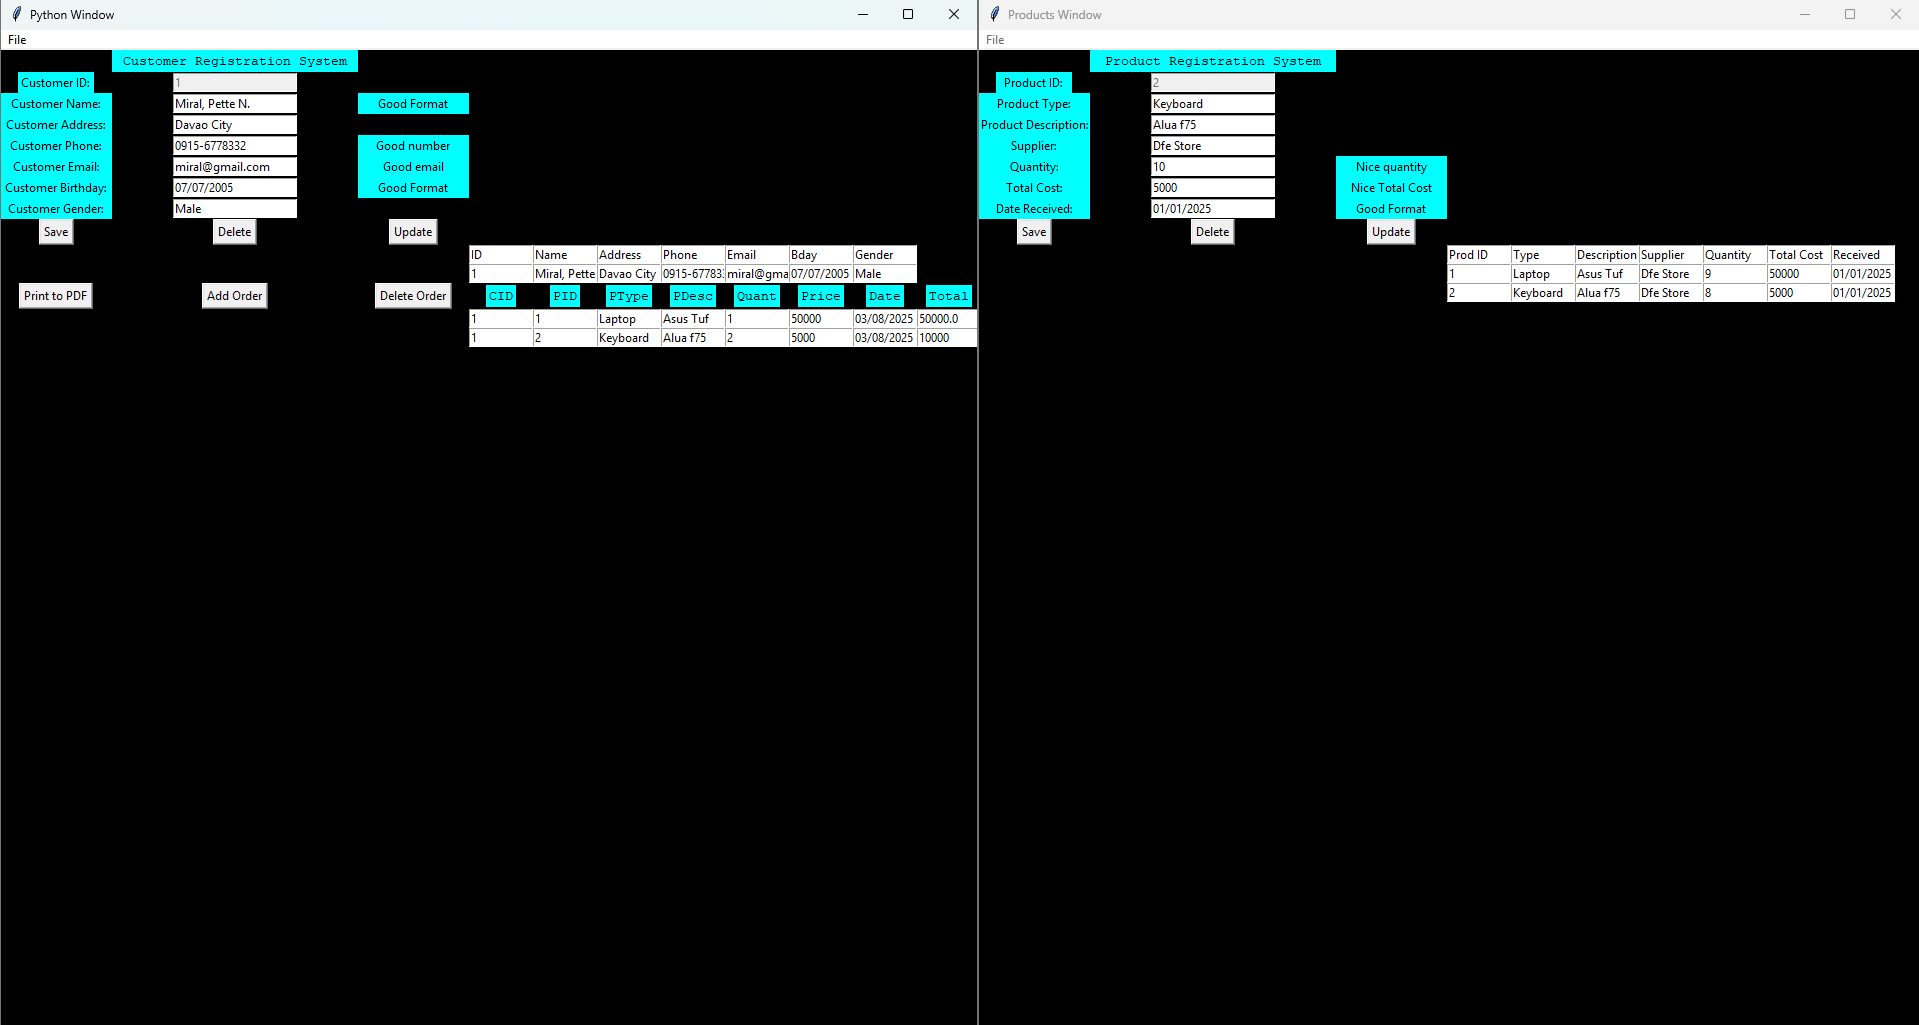 Python Window
File
Customer Registration System
Customer ID: 1
Customer Name: Miral, Pette N. Good Format
Customer Address: Davao City
Customer Phone: 0915-6778332 Good number
Customer Email: miral@gmail.com Good email
Customer Birthday: 07/07/2005 Good Format
Customer Gender: Male
Save Delete Update
ID Name Address Phone Email Bday Gender
1 Miral, Pette Davao City 0915-67783 miral@gma 07/07/2005 Male
Print to PDF Add Order Delete Order CID PID PType PDesc Quant Price Date Total
1 1 Laptop Asus Tuf 1 50000 03/08/2025 50000.0
1 2 Keyboard Alua f75 2 5000 03/08/2025 10000
Products Window
File
Product Registration System
Product ID: 2
Product Type: Keyboard
Product Description: Alua f75
Supplier: Dfe Store
Quantity: 10 Nice quantity
Total Cost: 5000 Nice Total Cost
Date Received: 01/01/2025 Good Format
Save Delete Update
Prod ID Type Description Supplier Quantity Total Cost Received
1 Laptop Asus Tuf Dfe Store 9 50000 01/01/2025
2 Keyboard Alua f75 Dfe Store 8 5000 01/01/2025